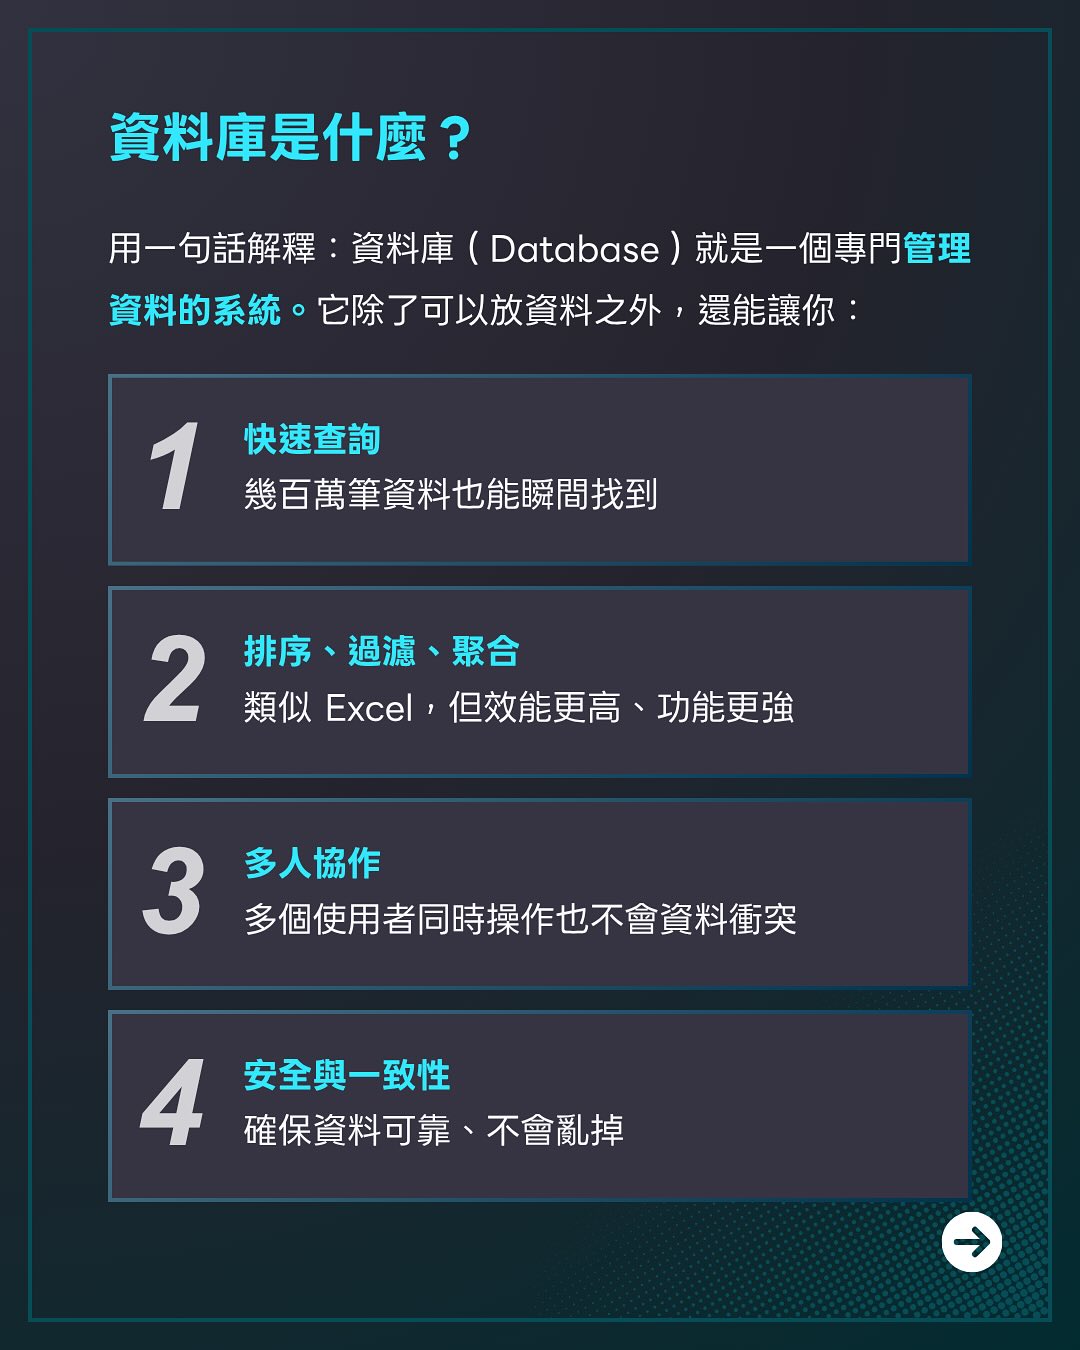 資料庫是什麼？
用一句話解釋：資料庫（Database）就是一個專門管理
資料的系統。它除了可以放資料之外，還能讓你：
1
快速查詢
幾百萬筆資料也能瞬間找到
2
排序、過濾、聚合
類似 Excel，但效能更高、功能更強
3
多人協作
多個使用者同時操作也不會資料衝突
4
安全與一致性
確保資料可靠、不會亂掉